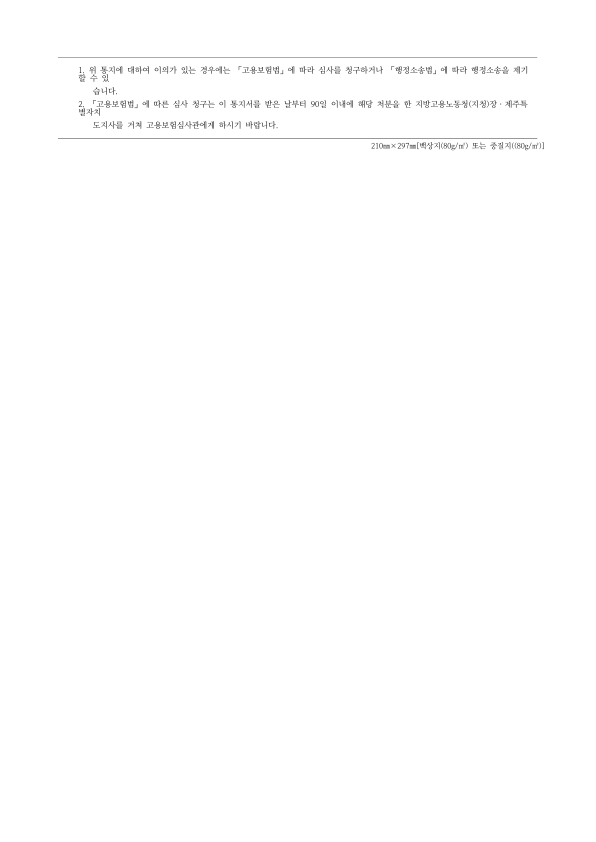 1. 위 통지에 대하여 이의가 있는 경우에는 「고용보험법」에 따라 심사를 청구하거나 「행정소송법」에 따라 행정소송을 제기
할 수 있
습니다.
2. 「고용보험법」에 따른 심사 청구는 이 통지서를 받은 날부터 90일 이내에 해당 처분을 한 지방고용노동청(지청)장ㆍ제주특
별자치
도지사를 거쳐 고용보험심사관에게 하시기 바랍니다.
210㎜×297㎜[백상지(80g/㎡) 또는 중질지((80g/㎡)]